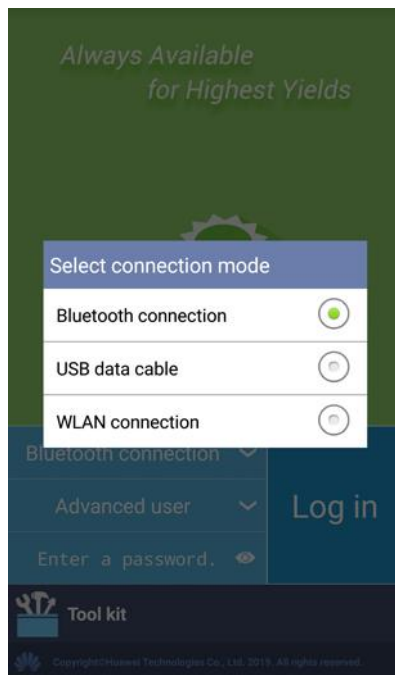 Always Available
for Highest Yields
Select connection mode
Bluetooth connection
USB data cable
WLAN connection
Bluetooth connection
Advanced user
Log in
Enter a password.
Tool kit
Copyright©Huawei Technologies Co., Ltd. 2015. All rights reserved.